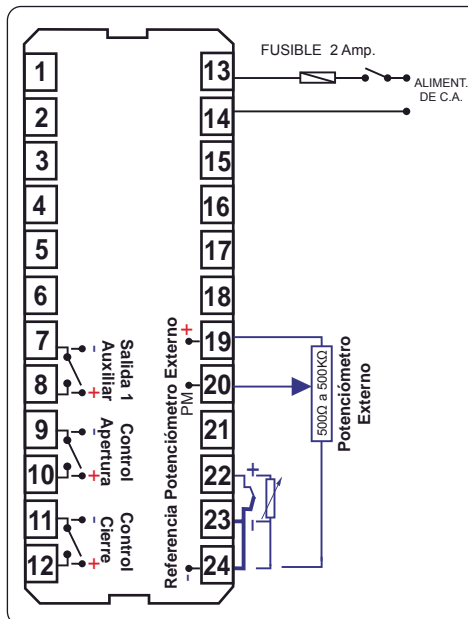 FUSIBLE 2 Amp.
ALIMENT.
DE C.A.
1
2
3
4
5
6
7
8
9
10
11
12
13
14
15
16
17
18
19
20
21
22
23
24
- Salida 1
+ Auxiliar
- Control
+ Apertura
- Control
+ Cierre
Referencia Potenciómetro Externo
+
PM
-
+
-
500Ω a 500KΩ
Potenciómetro
Externo